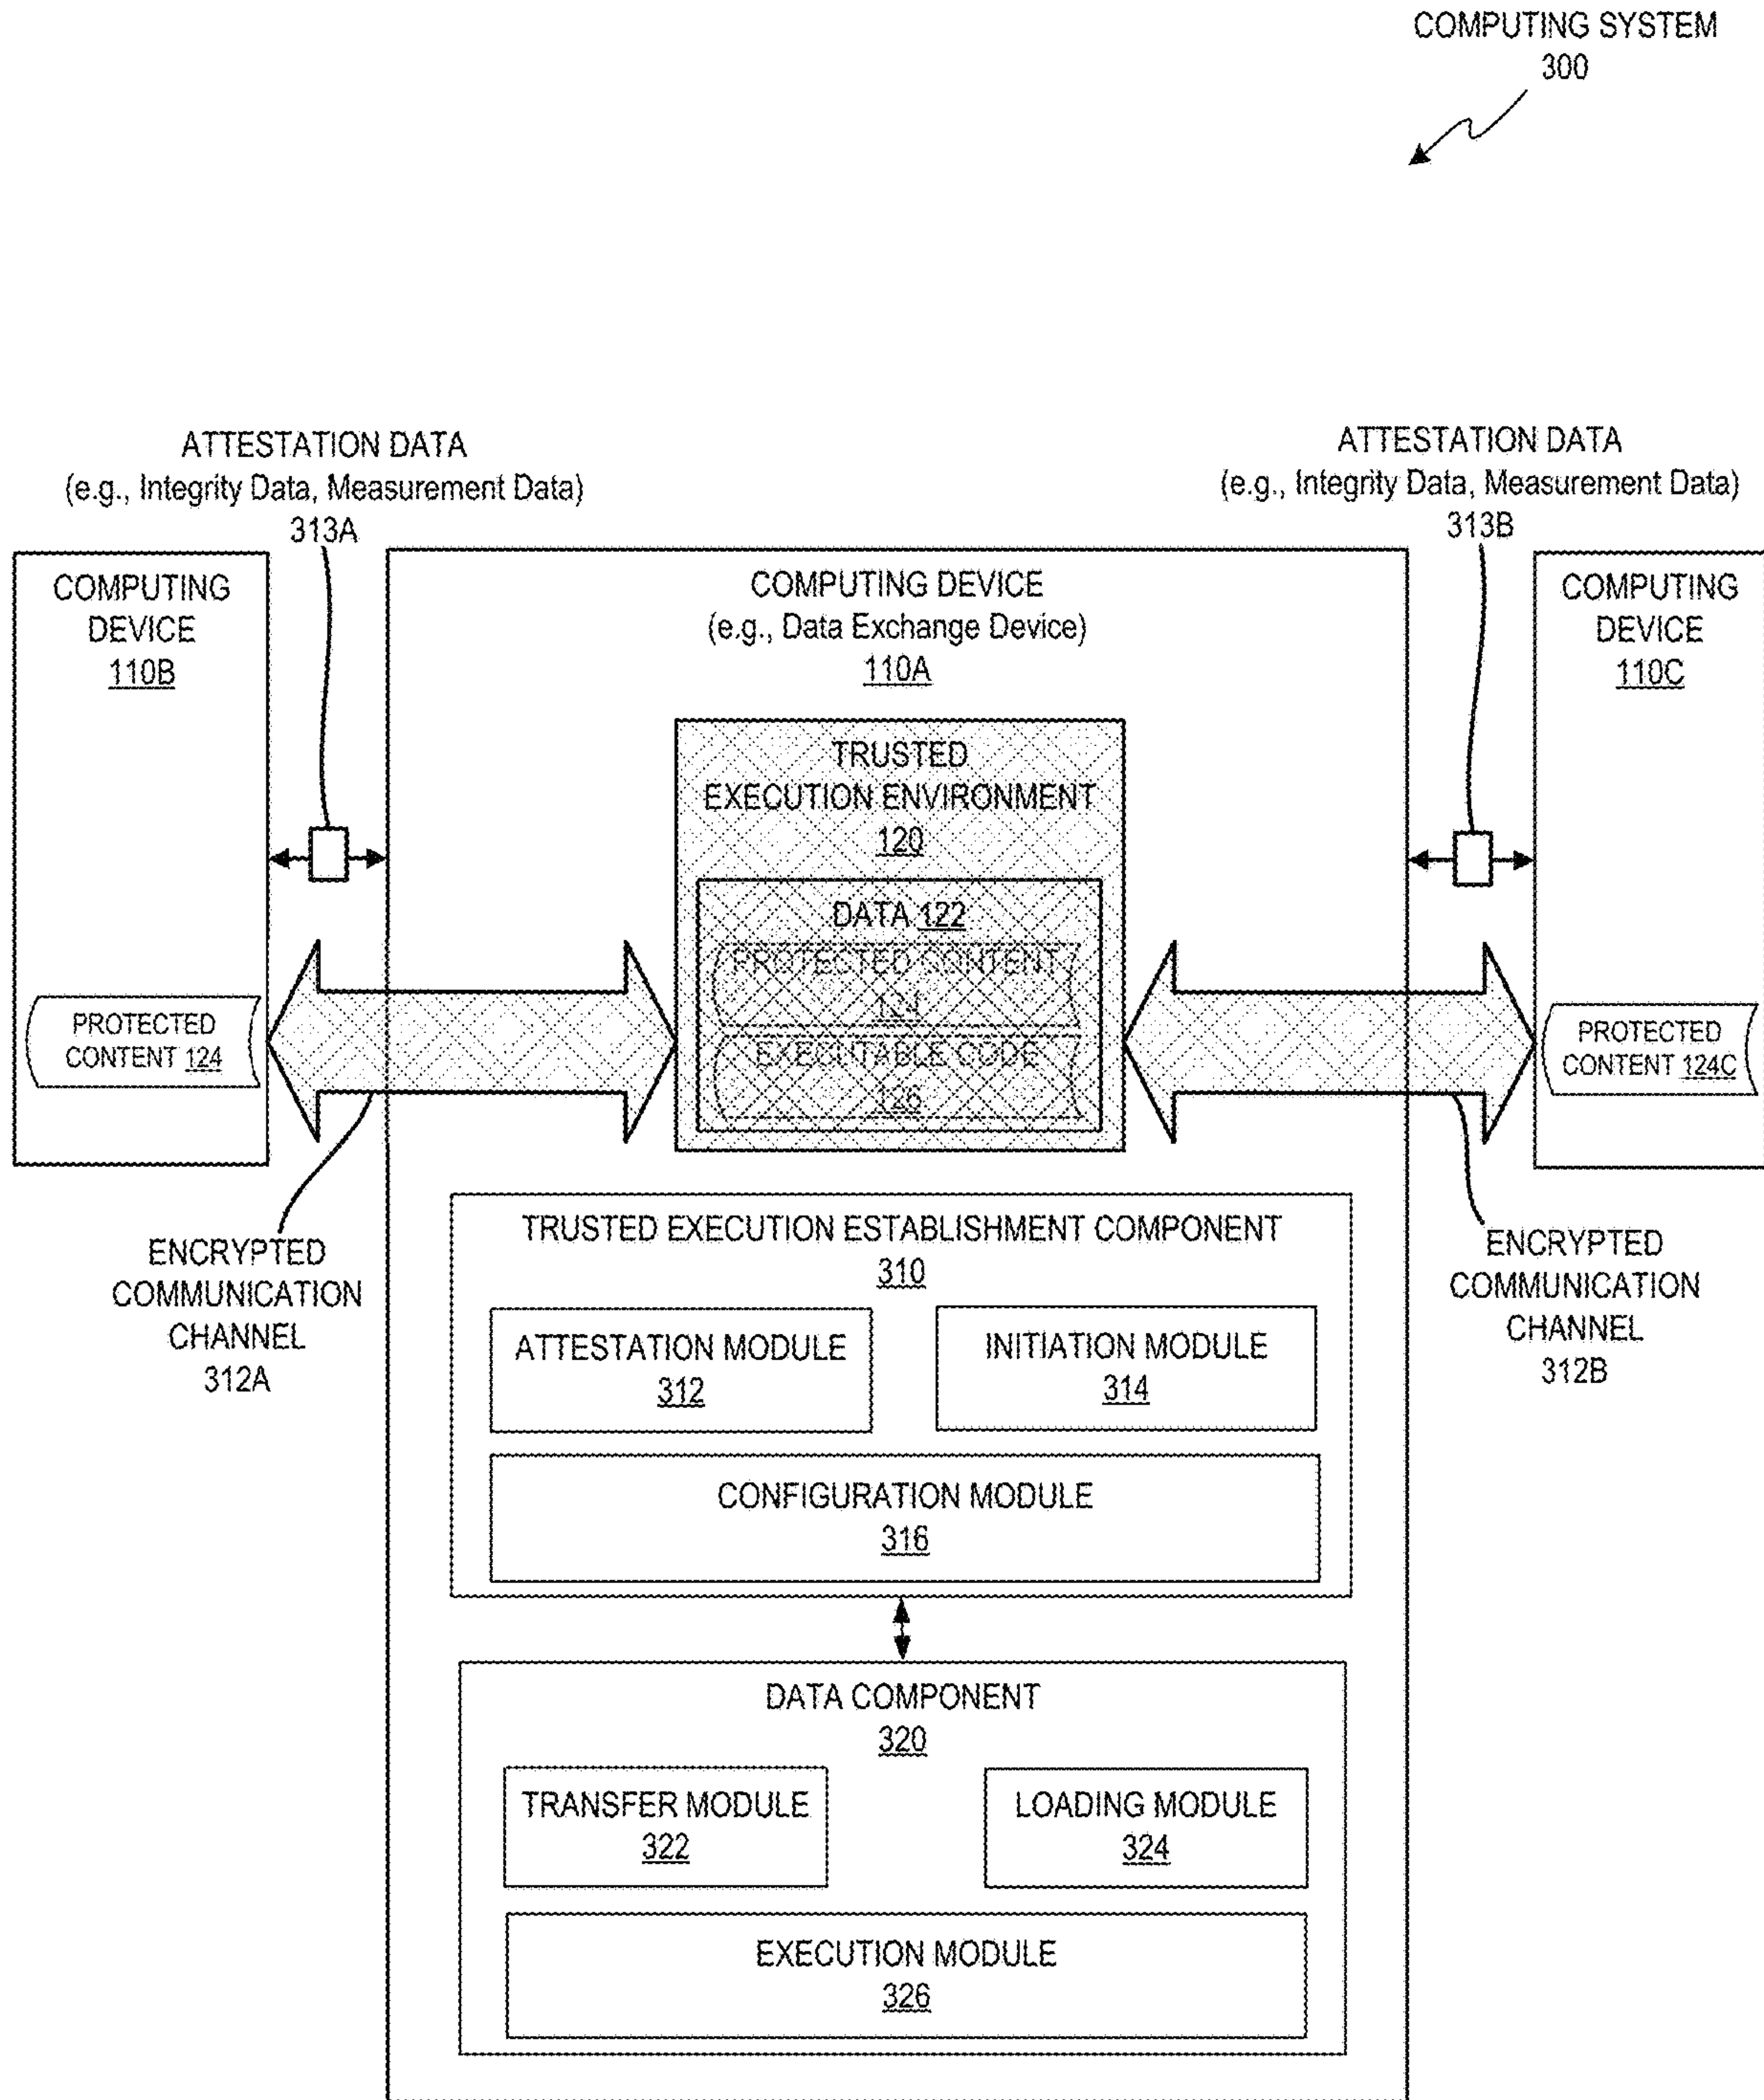 COMPUTING SYSTEM
300
ATTESTATION DATA
(e.g., Integrity Data, Measurement Data)
313A
ATTESTATION DATA
(e.g., Integrity Data, Measurement Data)
313B
COMPUTING
DEVICE
110B
COMPUTING DEVICE
(e.g., Data Exchange Device)
110A
COMPUTING
DEVICE
110C
TRUSTED
EXECUTION ENVIRONMENT
120
DATA 122
PROTECTED CONTENT
124
EXECUTABLE CODE
126
PROTECTED
CONTENT 124
PROTECTED
CONTENT 124C
ENCRYPTED
COMMUNICATION
CHANNEL
312A
ENCRYPTED
COMMUNICATION
CHANNEL
312B
TRUSTED EXECUTION ESTABLISHMENT COMPONENT
310
ATTESTATION MODULE
312
INITIATION MODULE
314
CONFIGURATION MODULE
316
DATA COMPONENT
320
TRANSFER MODULE
322
LOADING MODULE
324
EXECUTION MODULE
326